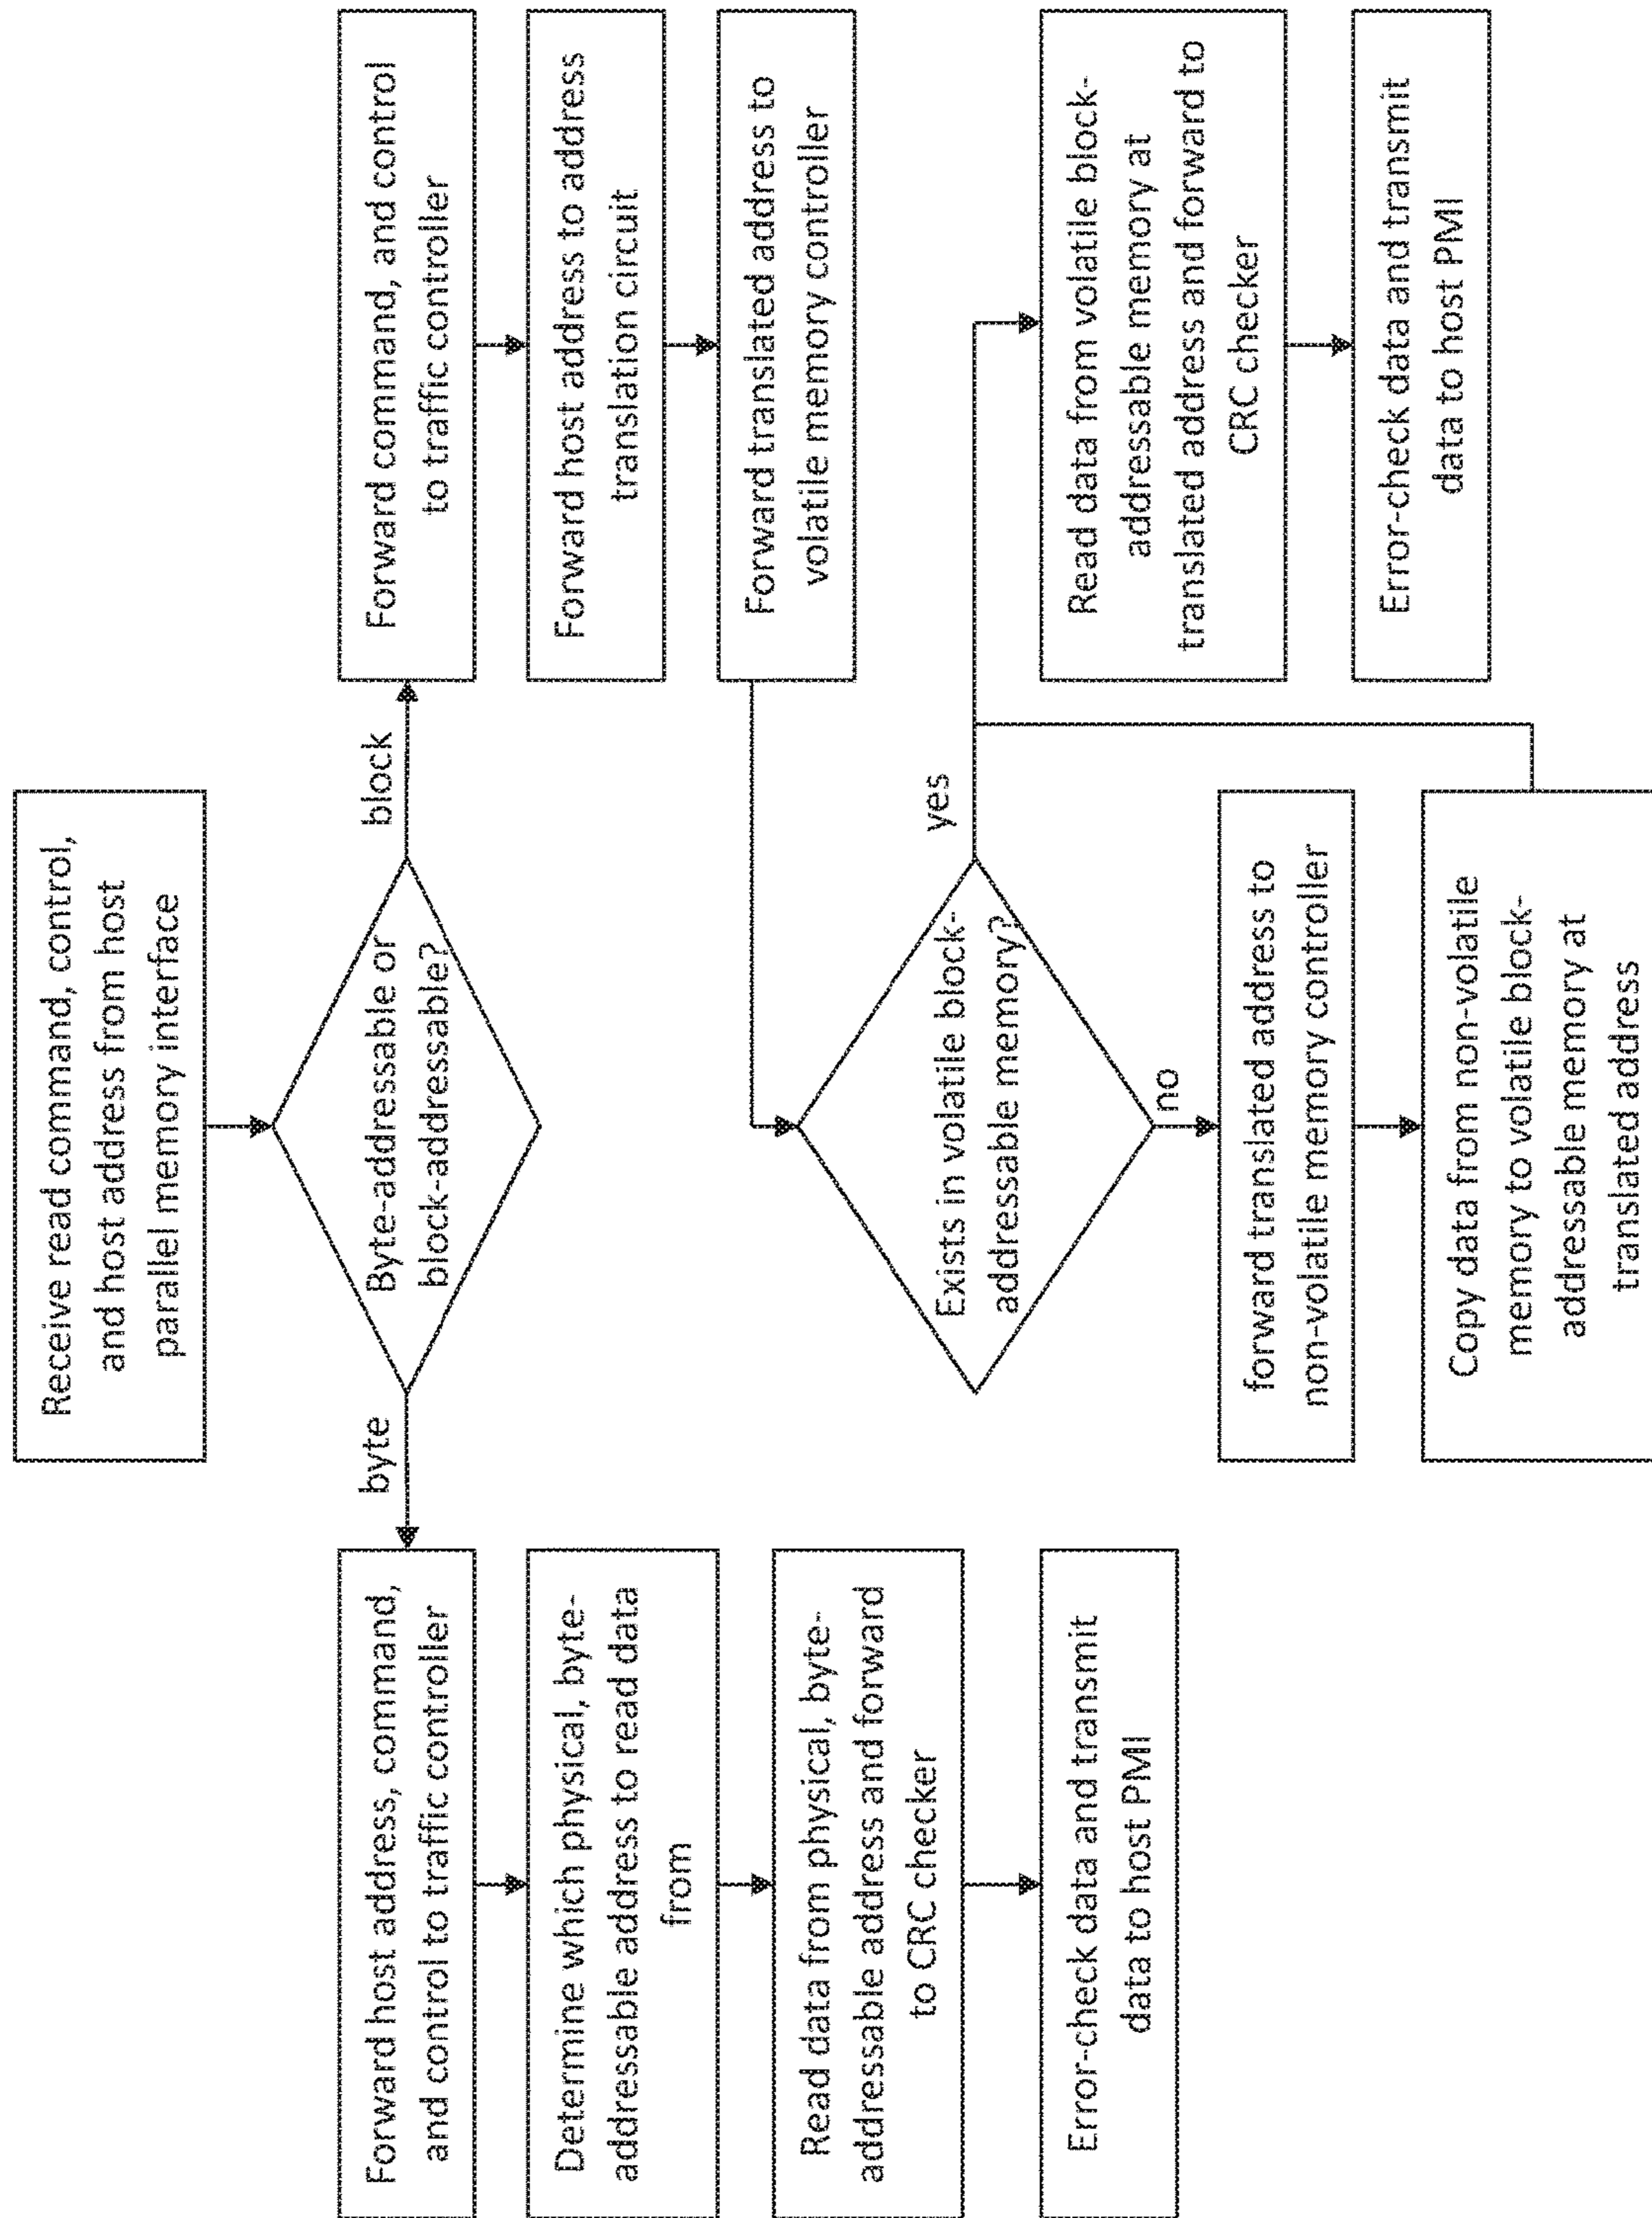 Receive read command, control,
and host address from host
parallel memory interface
Byte-addressable or
block-addressable?
byte
block
Forward host address, command,
and control to traffic controller
Determine which physical, byte-
addressable address to read data
from
Read data from physical, byte-
addressable address and forward
to CRC checker
Error-check data and transmit
data to host PMI
Forward command, and control
to traffic controller
Forward host address to address
translation circuit
Forward translated address to
volatile memory controller
Exists in volatile block-
addressable memory?
yes
no
forward translated address to
non-volatile memory controller
Copy data from non-volatile
memory to volatile block-
addressable memory at
translated address
Read data from volatile block-
addressable memory at
translated address and forward to
CRC checker
Error-check data and transmit
data to host PMI